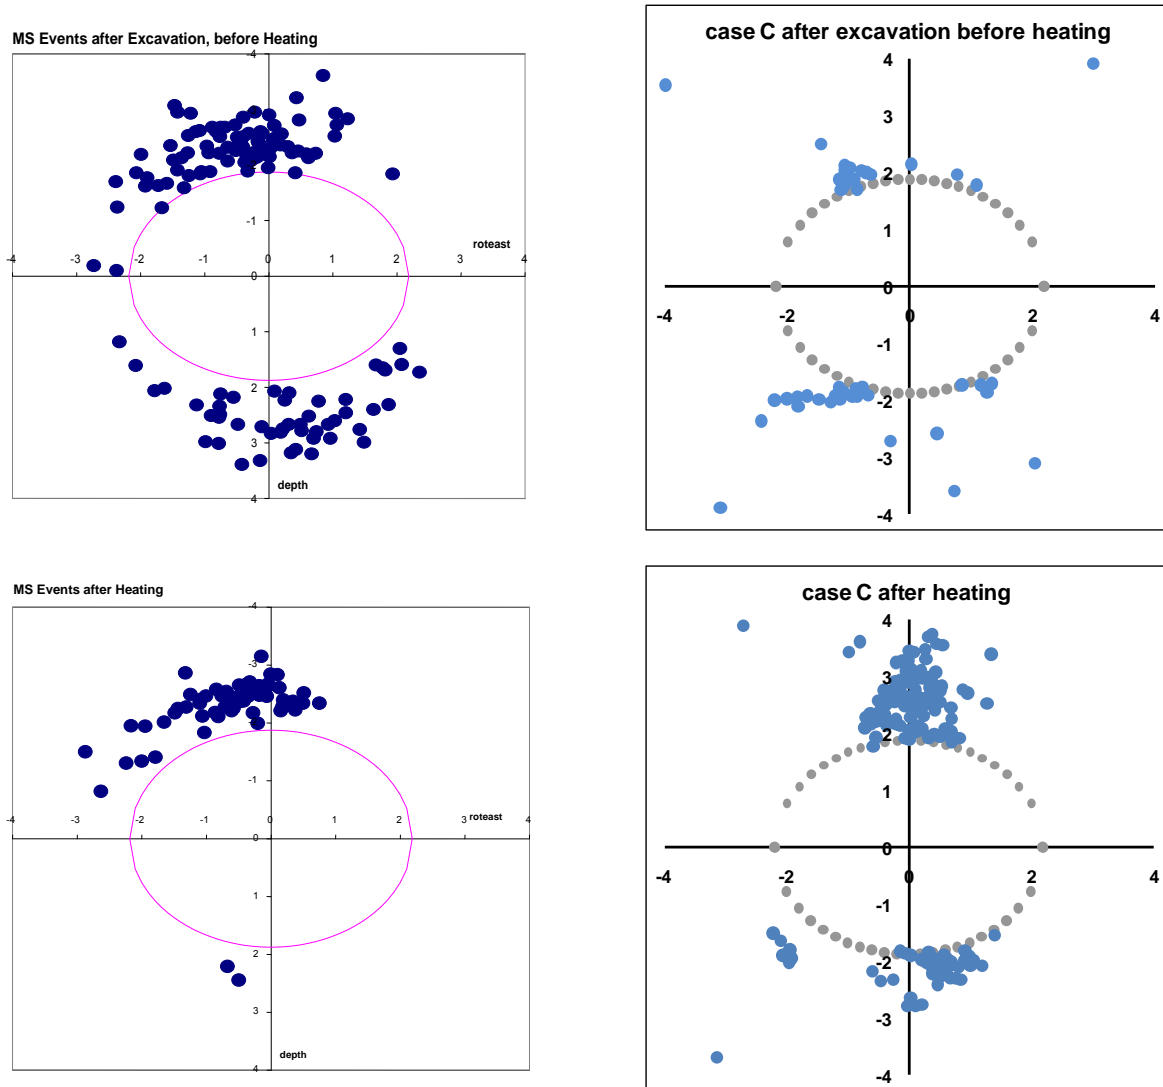 MS Events after Excavation, before Heating
-4
-1
roteast
-4 -3 -2 -1 0 1 2 3 4
0
1
2
3
depth
4
case C after excavation before heating
4
3
2
1
0
-4 -2 0 2 4
-1
-2
-3
-4
MS Events after Heating
-4
-3
-2
-1
-4 -3 -2 -1 0 1 2 3 4
roteast
0
1
2
3
depth
4
case C after heating
4
3
2
1
0
-4 -2 0 2 4
-1
-2
-3
-4